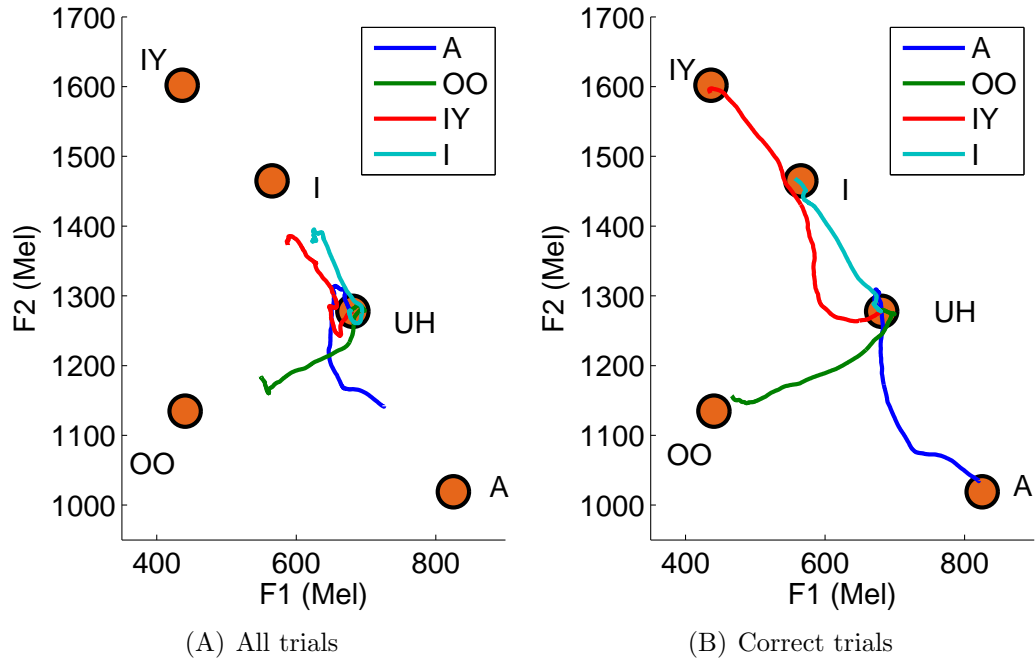 1700
1600
1500
1400
1300
1200
1100
1000
F2 (Mel)
400 600 800
F1 (Mel)
IY
I
UH
OO
A
A
OO
IY
I
(A) All trials
1700
1600
1500
1400
1300
1200
1100
1000
F2 (Mel)
400 600 800
F1 (Mel)
IY
I
UH
OO
A
A
OO
IY
I
(B) Correct trials